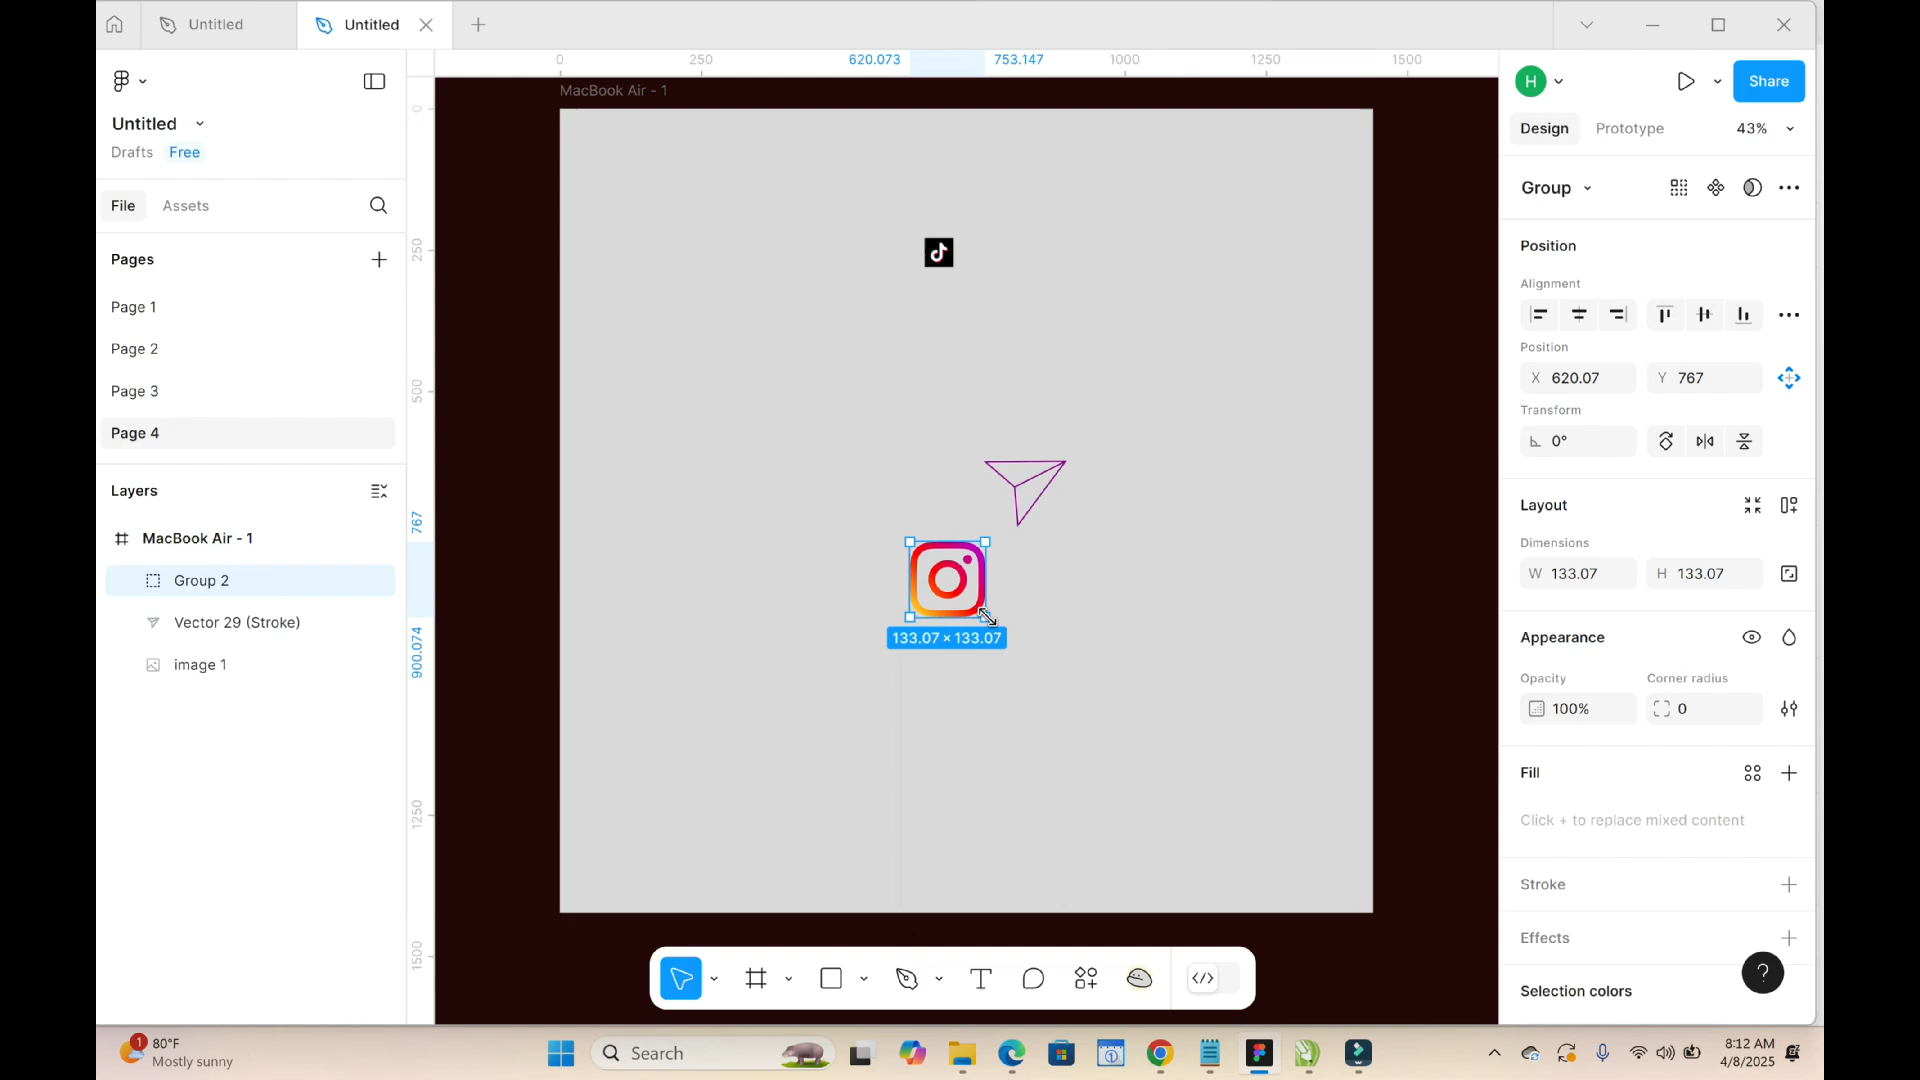 Untitled
Untitled
Untitled
Drafts Free
File Assets
Pages
Page 1
Page 2
Page 3
Page 4
Layers
MacBook Air - 1
Group 2
Vector 29 (Stroke)
image 1
0 250 620.073 753.147 1000 1250 1500
0
250
500
767
900.074
1250
1500
MacBook Air - 1
133.07 × 133.07
H
Share
Design Prototype 43%
Group
Position
Alignment
Position
X 620.07 Y 767
Transform
0°
Layout
Dimensions
W 133.07 H 133.07
Appearance
Opacity Corner radius
100% 0
Fill
Click + to replace mixed content
Stroke
Effects
?
Selection colors
1
80°F
Mostly sunny
Search
8:12 AM
4/8/2025